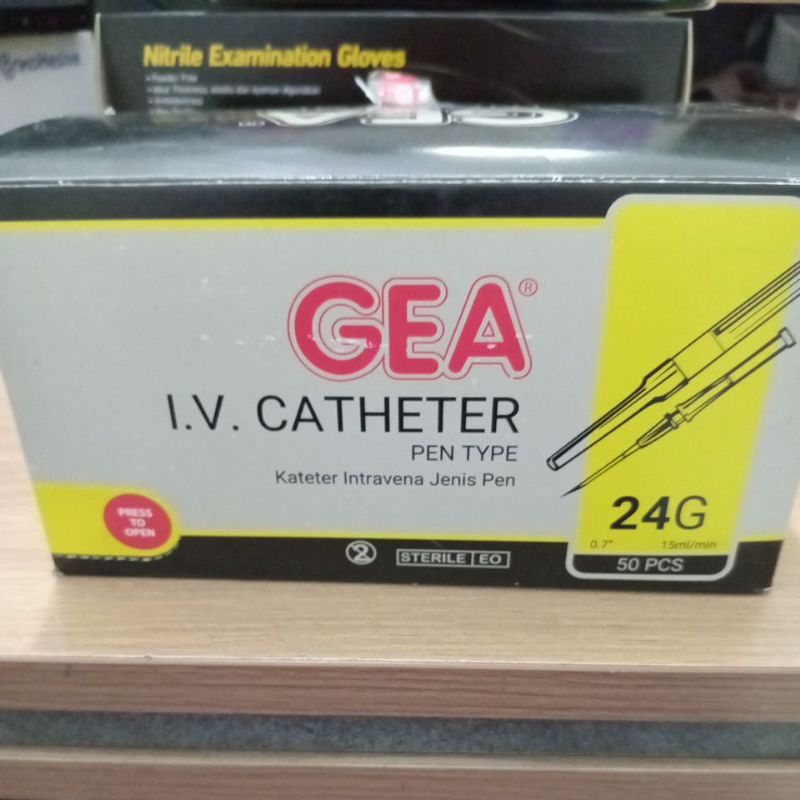 Nitrile Examination Gloves
GEA®
I.V. CATHETER
PEN TYPE
Kateter Intravena Jenis Pen
PRESS
TO
OPEN
24G
0.7" 15ml/min
50 PCS
2
STERILE EO